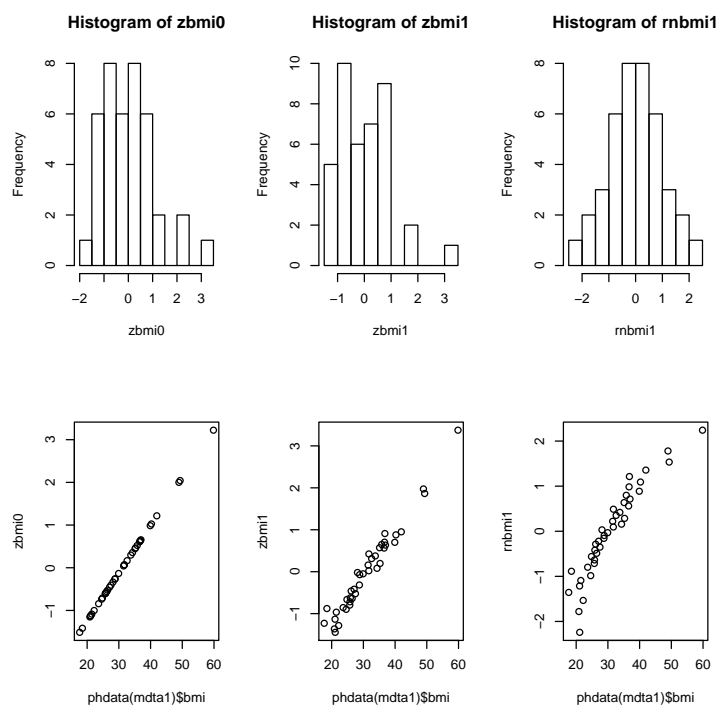 Histogram of zbmi0
Frequency
0 2 4 6 8
−2 0 1 2 3
zbmi0
Histogram of zbmi1
Frequency
0 2 4 6 8 10
−1 0 1 2 3
zbmi1
Histogram of rnbmi1
Frequency
0 2 4 6 8
−2 −1 0 1 2
rnbmi1
zbmi0
−1 0 1 2 3
20 30 40 50 60
phdata(mdta1)$bmi
zbmi1
−1 0 1 2 3
20 30 40 50 60
phdata(mdta1)$bmi
rnbmi1
−2 −1 0 1 2
20 30 40 50 60
phdata(mdta1)$bmi